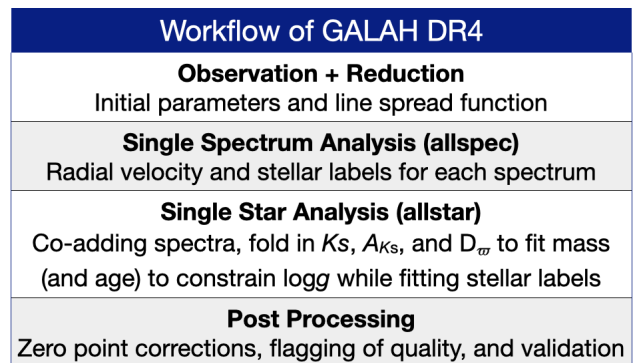 Workflow of GALAH DR4
Observation + Reduction
Initial parameters and line spread function
Single Spectrum Analysis (allspec)
Radial velocity and stellar labels for each spectrum
Single Star Analysis (allstar)
Co-adding spectra, fold in Ks, AKs, and Dϖ to fit mass
(and age) to constrain logg while fitting stellar labels
Post Processing
Zero point corrections, flagging of quality, and validation